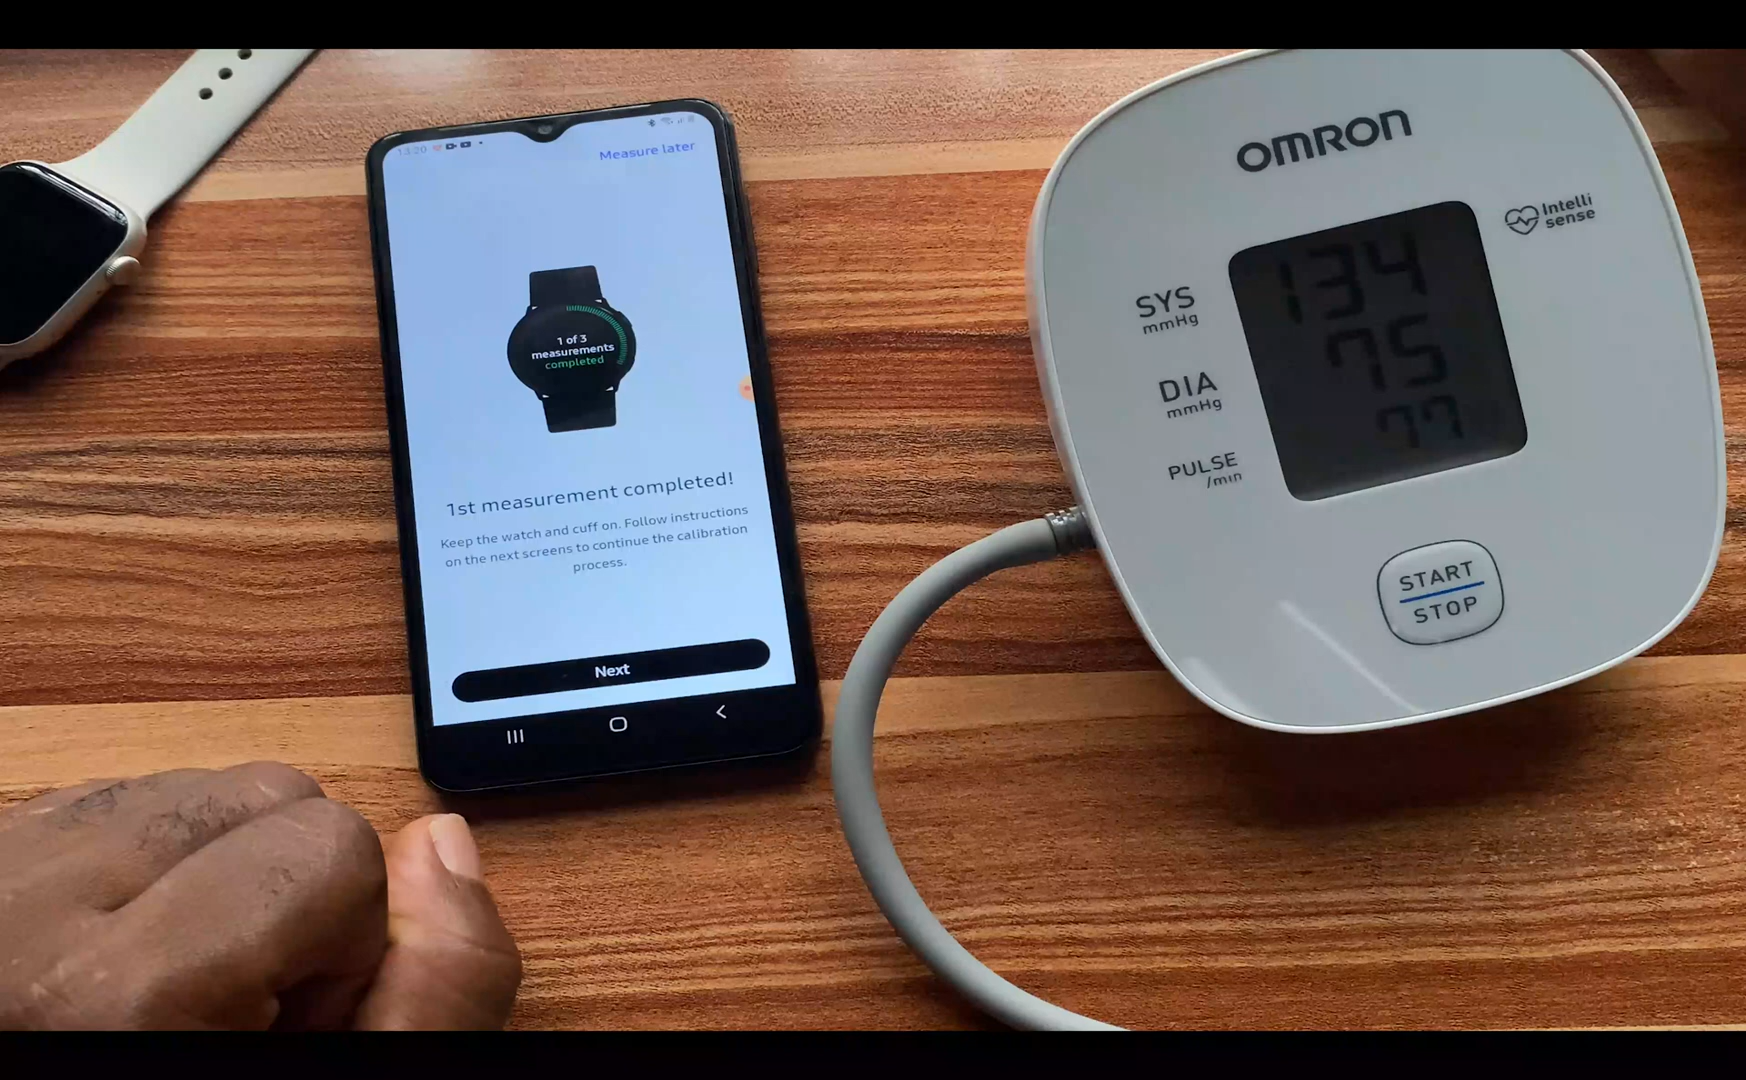 13:20
Measure later
1 of 3
measurements
completed
1st measurement completed!
Keep the watch and cuff on. Follow instructions
on the next screens to continue the calibration
process.
Next
OMRON
Intelli
sense
SYS
mmHg
134
DIA
mmHg
75
PULSE
/min
77
START
STOP